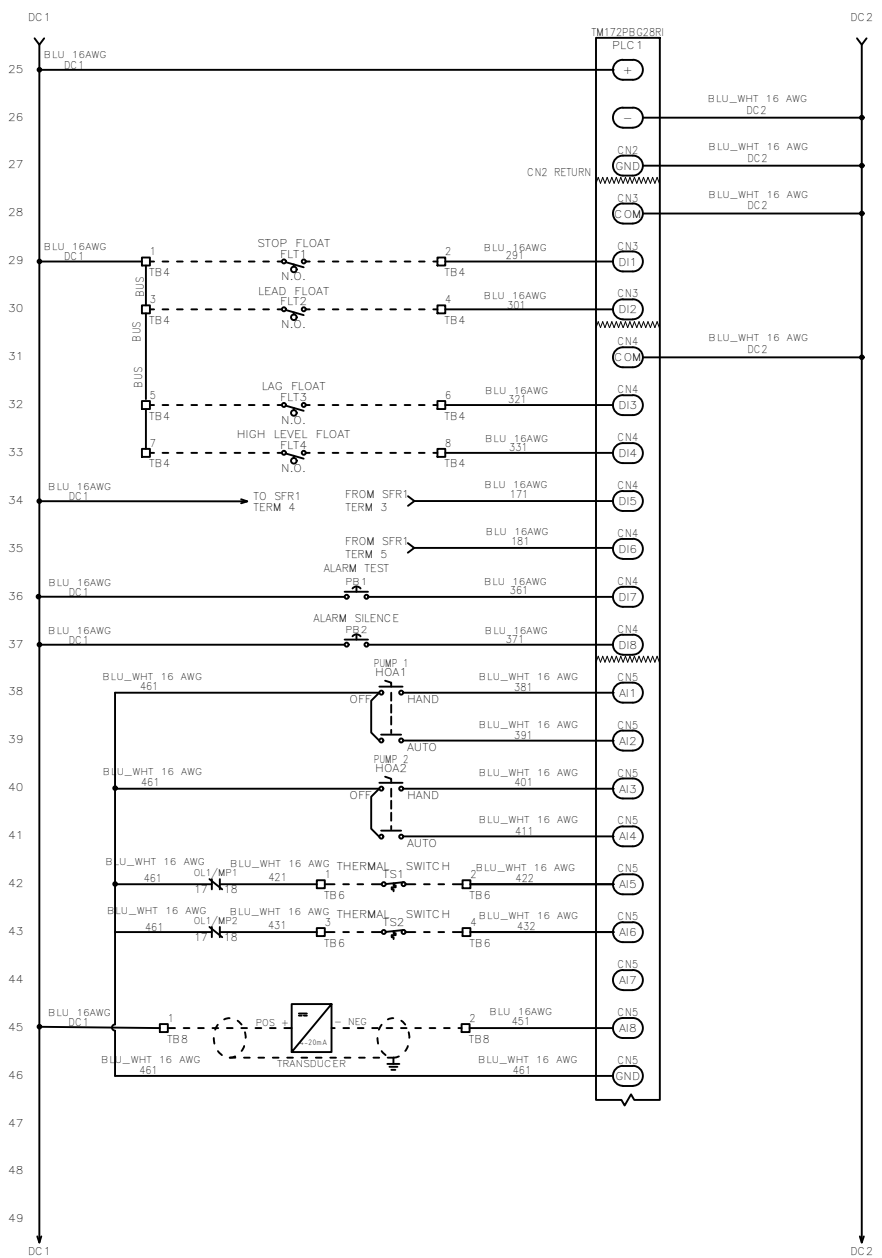 DC1 DC2
TM172PBG28RI
PLC1
BLU_16AWG
25 DC1 +
BLU_WHT 16 AWG
26 - DC2
BLU_WHT 16 AWG
CN2 DC2
27 GND
CN2 RETURN
BLU_WHT 16 AWG
CN3 DC2
28 COM
STOP FLOAT
BLU_16AWG 1 FLT1 2 BLU_16AWG CN3
29 DC1 291 DI1
TB4 N.O. TB4
BUS
LEAD FLOAT
3 FLT2 4 BLU_16AWG CN3
30 301 DI2
TB4 N.O. TB4
BUS
BLU_WHT 16 AWG
CN4 DC2
31 COM
BUS
LAG FLOAT
5 FLT3 6 BLU_16AWG CN4
32 321 DI3
TB4 N.O. TB4
HIGH LEVEL FLOAT
7 FLT4 8 BLU_16AWG CN4
33 331 DI4
TB4 N.O. TB4
BLU_16AWG BLU_16AWG CN4
34 DC1 TO SFR1 FROM SFR1 171 DI5
TERM 4 TERM 3
BLU_16AWG CN4
35 FROM SFR1 181 DI6
TERM 5
ALARM TEST
BLU_16AWG PB1 BLU_16AWG CN4
36 DC1 361 DI7
ALARM SILENCE
BLU_16AWG PB2 BLU_16AWG CN4
37 DC1 371 DI8
PUMP 1
BLU_WHT 16 AWG HOA1 BLU_WHT 16 AWG CN5
38 461 381 AI1
OFF HAND
BLU_WHT 16 AWG CN5
39 391 AI2
AUTO
PUMP 2
BLU_WHT 16 AWG HOA2 BLU_WHT 16 AWG CN5
40 461 401 AI3
OFF HAND
BLU_WHT 16 AWG CN5
41 411 AI4
AUTO
BLU_WHT 16 AWG BLU_WHT 16 AWG THERMAL SWITCH BLU_WHT 16 AWG CN5
OL1/MP1 1 TS1 2
42 461 17 18 421 422 AI5
TB6 TB6
BLU_WHT 16 AWG BLU_WHT 16 AWG THERMAL SWITCH BLU_WHT 16 AWG CN5
OL1/MP2 3 TS2 4
43 461 17 18 431 432 AI6
TB6 TB6
CN5
44 AI7
BLU_16AWG 1 POS + - NEG 2 BLU_16AWG CN5
45 DC1 451 AI8
TB8 4-20mA TB8
TRANSDUCER
BLU_WHT 16 AWG BLU_WHT 16 AWG CN5
46 461 461 GND
47
48
49
DC1 DC2